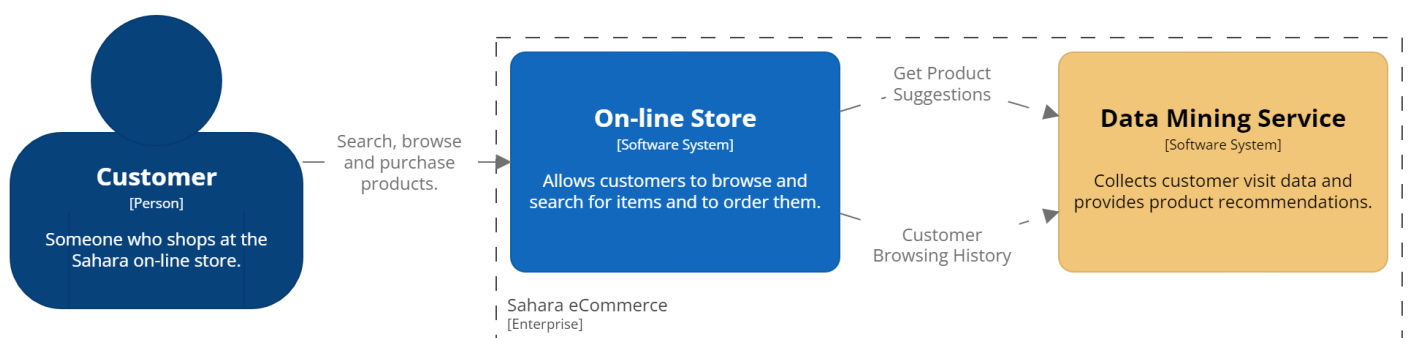 Customer
[Person]
Someone who shops at the
Sahara on-line store.
Search, browse
and purchase
products.
On-line Store
[Software System]
Allows customers to browse and
search for items and to order them.
Get Product
Suggestions
Customer
Browsing History
Data Mining Service
[Software System]
Collects customer visit data and
provides product recommendations.
Sahara eCommerce
[Enterprise]